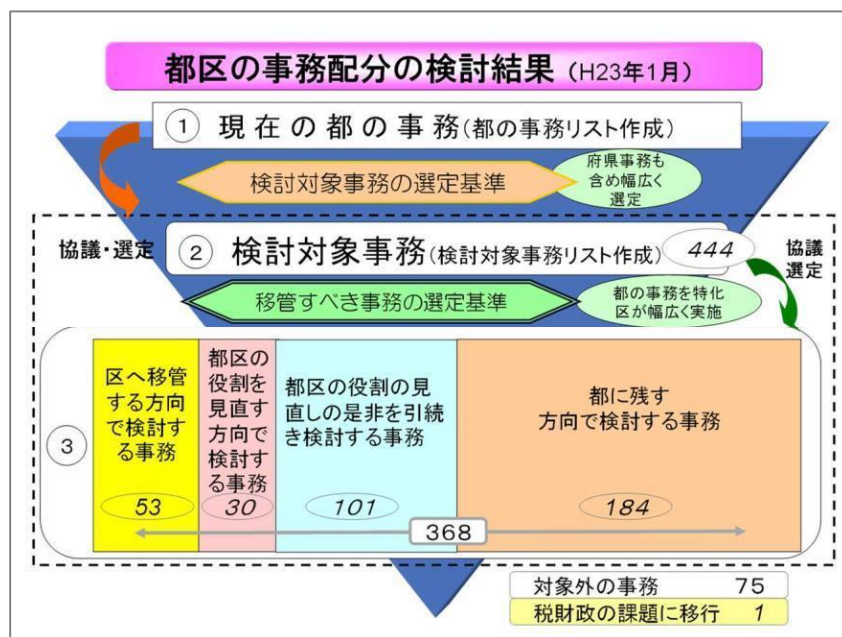 都区の事務配分の検討結果（H23年1月）
① 現在の都の事務(都の事務リスト作成)
検討対象事務の選定基準
府県事務も
含め幅広く
選定
協議・選定
② 検討対象事務(検討対象事務リスト作成)
444
協議
選定
移管すべき事務の選定基準
都の事務を特化
区が幅広く実施
③
区へ移管
する方向
で検討す
る事務
53
都区の
役割を
見直す
方向で
検討す
る事務
30
都区の役割の見
直しの是非を引続
き検討する事務
101
都に残す
方向で検討する事務
184
368
対象外の事務 75
税財政の課題に移行 1